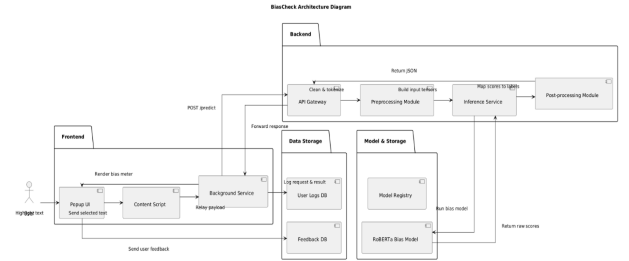 BiasCheck Architecture Diagram
Backend
Return JSON
Clean & tokenize
Build input tensors
Map scores to labels
API Gateway
Preprocessing Module
Inference Service
Post-processing Module
POST /predict
Forward response
Frontend
Data Storage
Model & Storage
Render bias meter
Log request & result
Background Service
User Logs DB
Model Registry
Highlight text
Popup UI
Send selected text
Content Script
Relay payload
Run bias model
Feedback DB
RoBERTa Bias Model
Return raw scores
Send user feedback